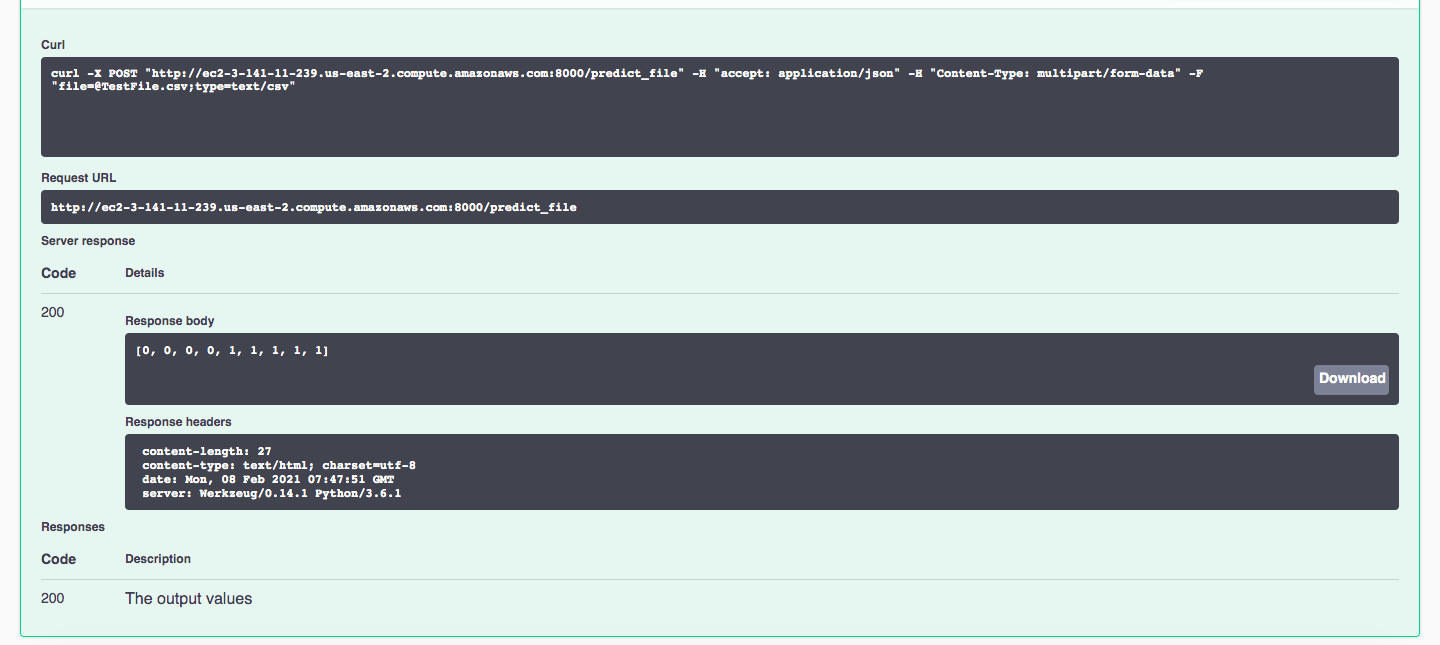 Curl
curl -X POST "http://ec2-3-141-11-239.us-east-2.compute.amazonaws.com:8000/predict_file" -H "accept: application/json" -H "Content-Type: multipart/form-data" -F
"file=@TestFile.csv;type=text/csv"
Request URL
http://ec2-3-141-11-239.us-east-2.compute.amazonaws.com:8000/predict_file
Server response
Code Details
200
Response body
[0, 0, 0, 0, 1, 1, 1, 1, 1]
Download
Response headers
content-length: 27
content-type: text/html; charset=utf-8
date: Mon, 08 Feb 2021 07:47:51 GMT
server: Werkzeug/0.14.1 Python/3.6.1
Responses
Code Description
200 The output values